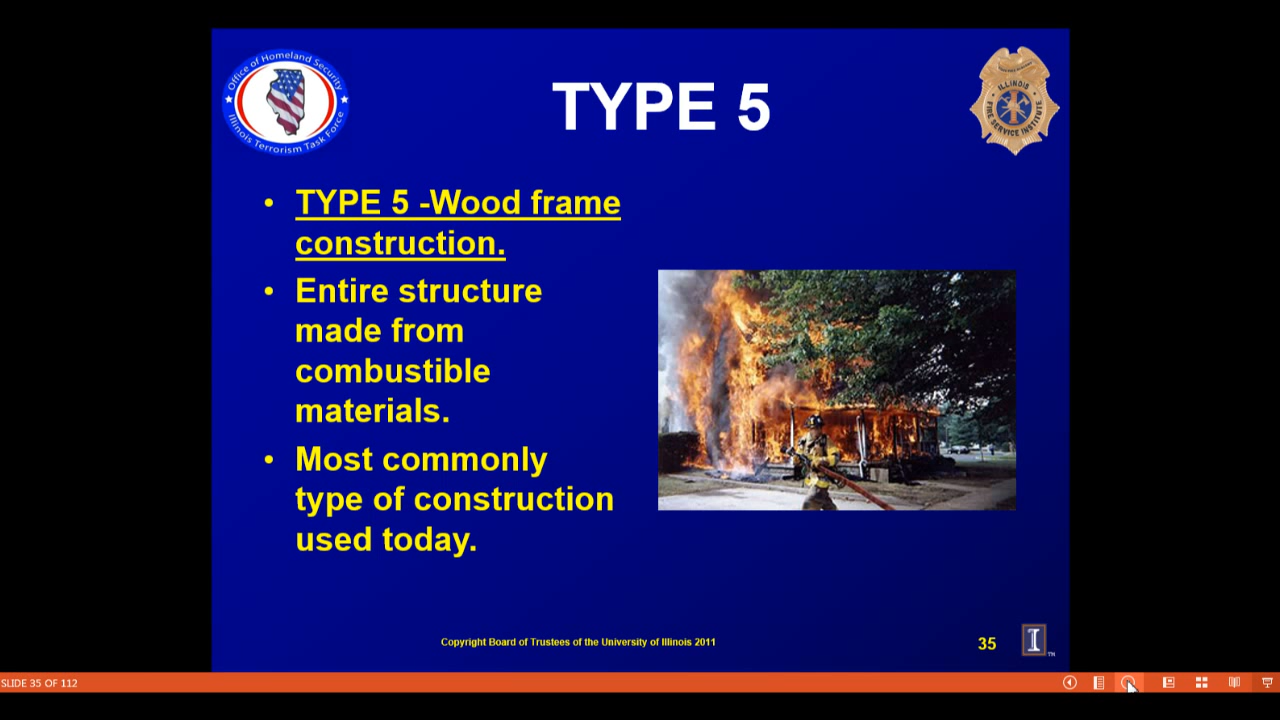 Office of Homeland Security
Illinois Terrorism Task Force
TYPE 5
ILLINOIS
FIRE SERVICE INSTITUTE
• TYPE 5 -Wood frame
construction.
• Entire structure
made from
combustible
materials.
• Most commonly
type of construction
used today.
Copyright Board of Trustees of the University of Illinois 2011
35
I
TM
SLIDE 35 OF 112